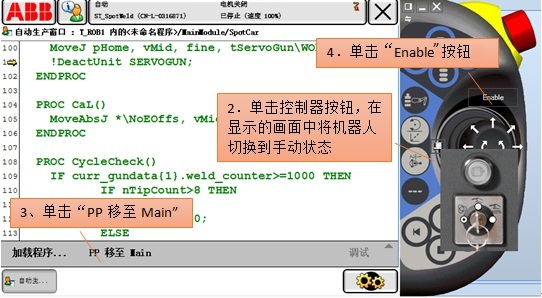 ABB
自动
ST_SpotWeld (CN-L-0316871)
电机关闭
已停止 (速度 100%)
自动生产窗口 : T_ROB1 内的<未命名程序>/MainModule/SpotCar
100 MoveJ pHome, vMid, fine, tServoGun\WO
101 !DeactUnit SERVOGUN;
102 ENDPROC
103
104 PROC CaL()
105 MoveAbsJ *\NoEOffs, vMid
106 ENDPROC
107
108 PROC CycleCheck()
109 IF curr_gundata{1}.weld_counter>=1000 THEN
110 IF nTipCount>8 THEN
0;
113 ELSE
加载程序...
PP 移至 Main
调试
自动生...
4．单击“Enable”按钮
Enable
2．单击控制器按钮，在
显示的画面中将机器人
切换到手动状态
3、单击“PP 移至 Main”